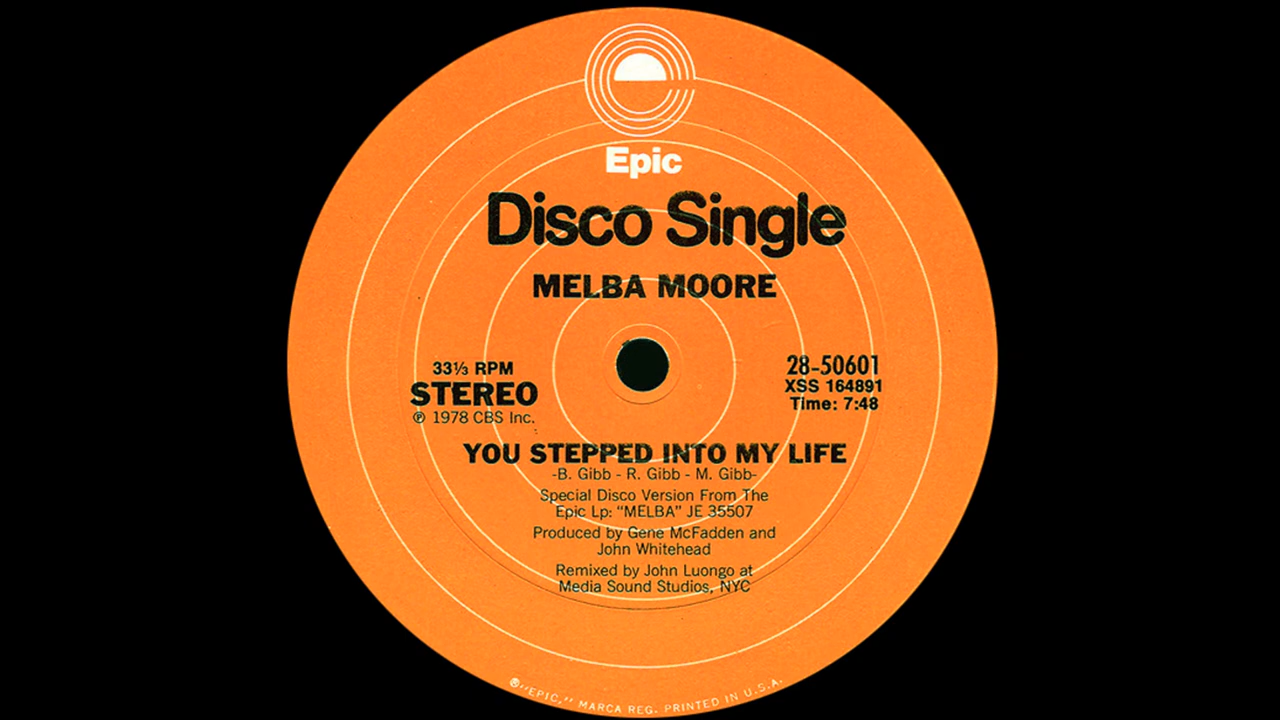 Epic
Disco Single
MELBA MOORE
33⅓ RPM
STEREO
℗ 1978 CBS Inc.
28-50601
XSS 164891
Time: 7:48
YOU STEPPED INTO MY LIFE
-B. Gibb - R. Gibb - M. Gibb-
Special Disco Version From The
Epic Lp: "MELBA" JE 35507
Produced by Gene McFadden and
John Whitehead
Remixed by John Luongo at
Media Sound Studios, NYC
®"EPIC," MARCA REG. PRINTED IN U.S.A.